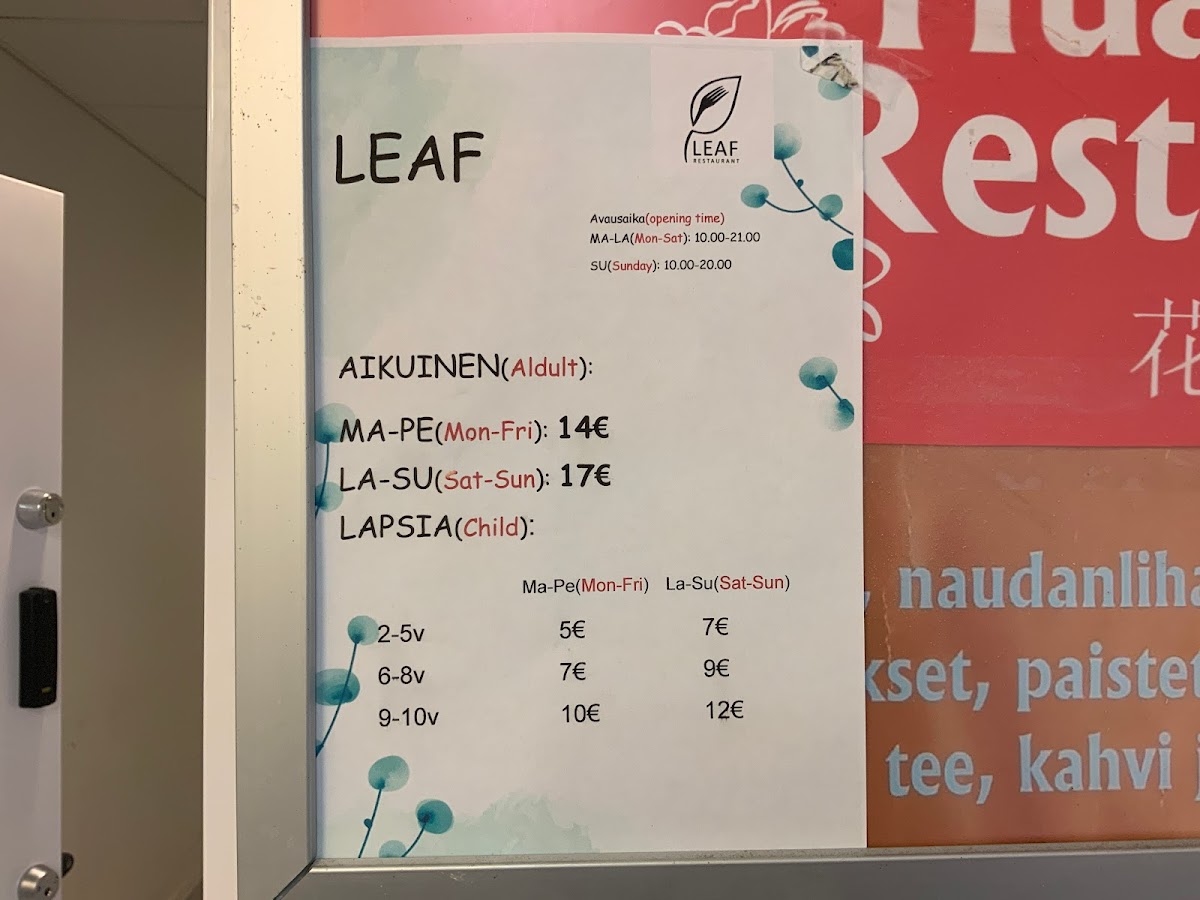 LEAF
LEAF
RESTAURANT
Avausaika(opening time)
MA-LA(Mon-Sat): 10.00-21.00
SU(Sunday): 10.00-20.00
AIKUINEN(Aldult):
MA-PE(Mon-Fri): 14€
LA-SU(Sat-Sun): 17€
LAPSIA(Child):
Ma-Pe(Mon-Fri) La-Su(Sat-Sun)
2-5v 5€ 7€
6-8v 7€ 9€
9-10v 10€ 12€
Rest
花
, naudanliha
kset, paistet
tee, kahvi j